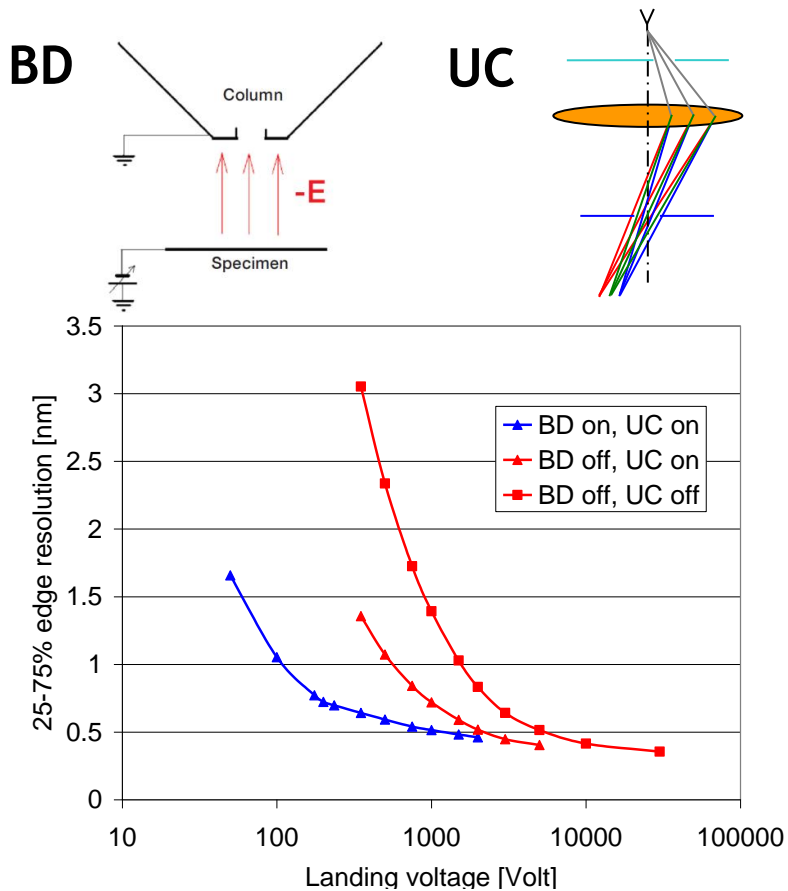 BD
UC
Column
-E
Specimen
3.5
3
2.5
2
1.5
1
0.5
0
25-75% edge resolution [nm]
BD on, UC on
BD off, UC on
BD off, UC off
10
100
1000
10000
100000
Landing voltage [Volt]